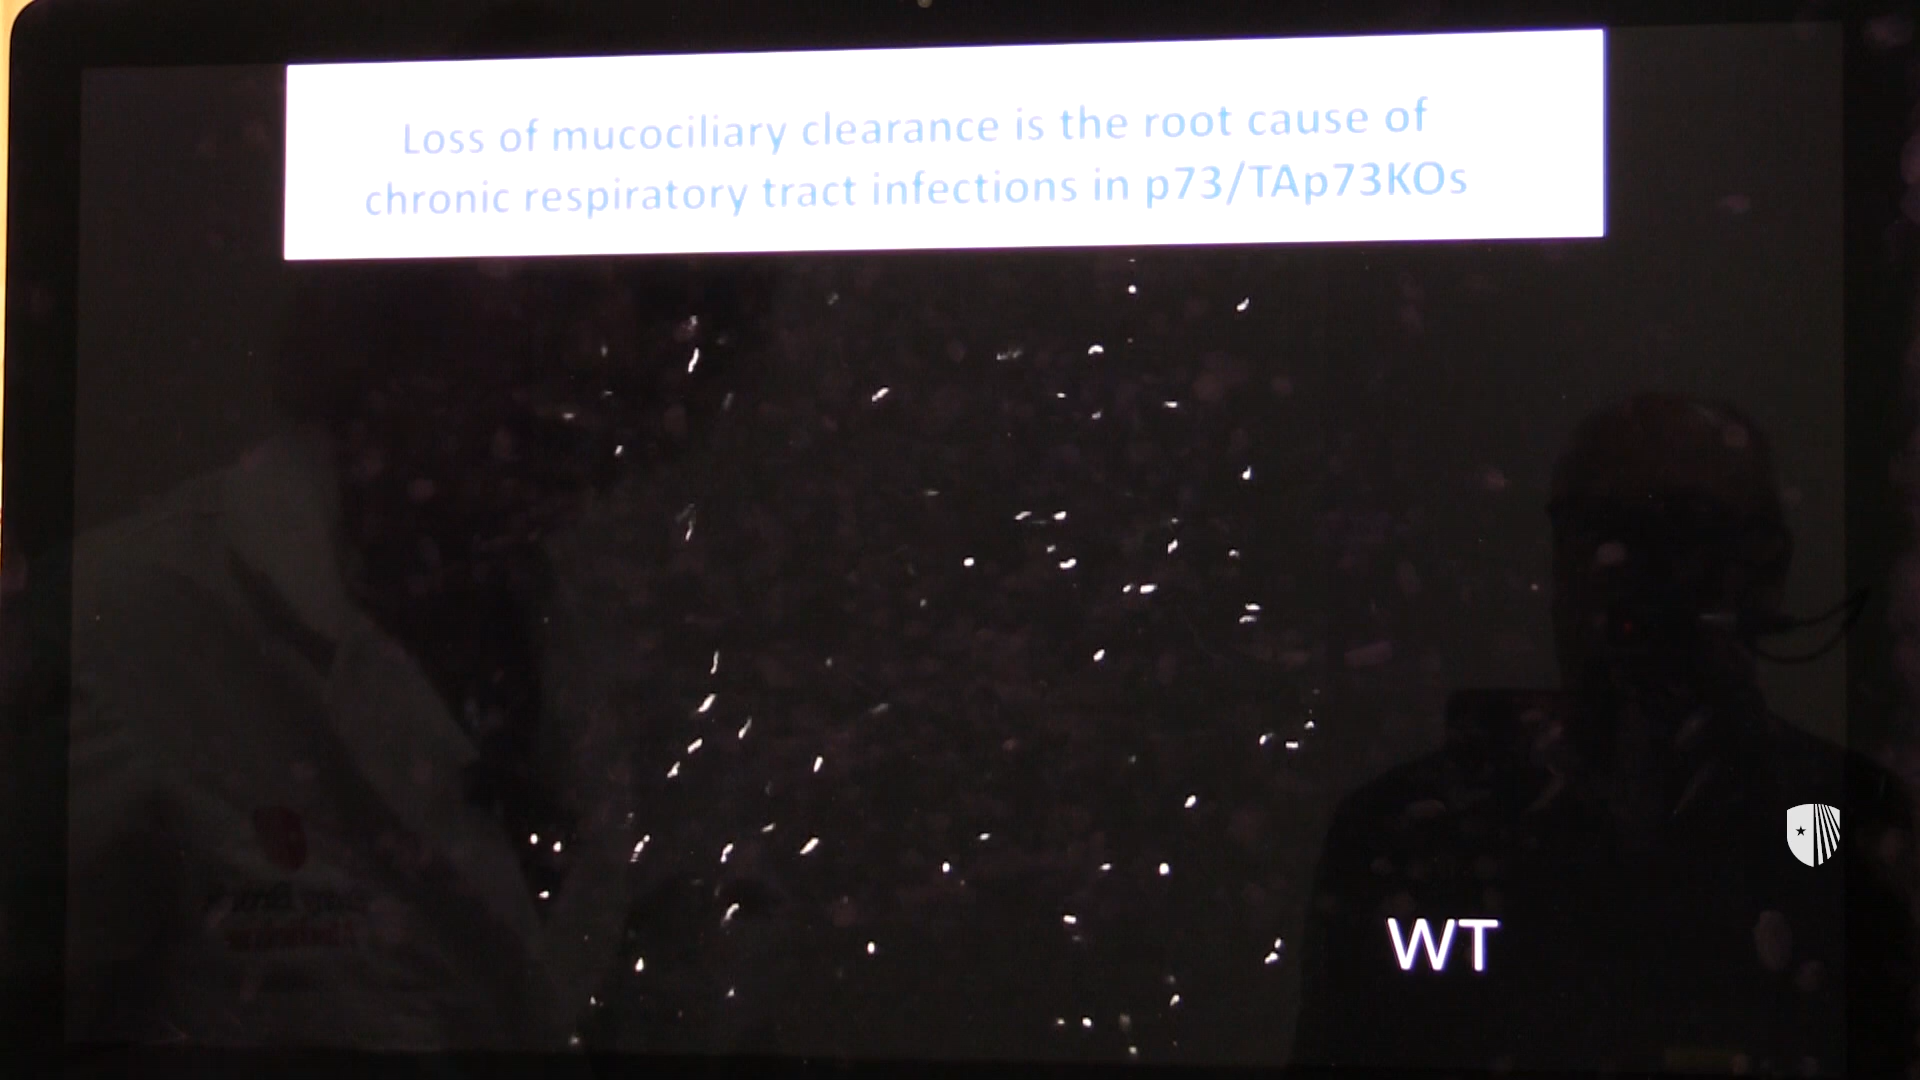 Loss of mucociliary clearance is the root cause of
chronic respiratory tract infections in p73/TAp73KOs
WT